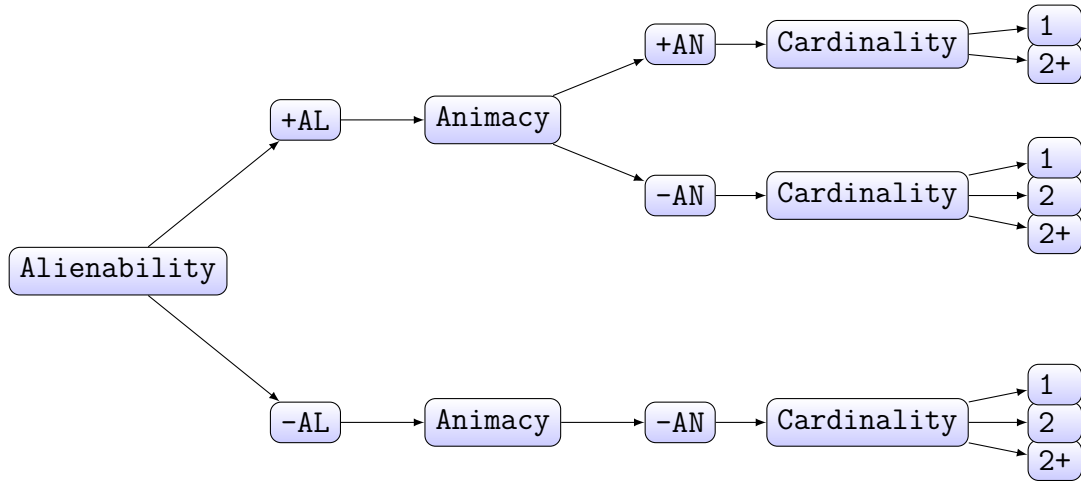 Alienability
+AL
Animacy
+AN
Cardinality
1
2+
-AN
Cardinality
1
2
2+
-AL
Animacy
-AN
Cardinality
1
2
2+